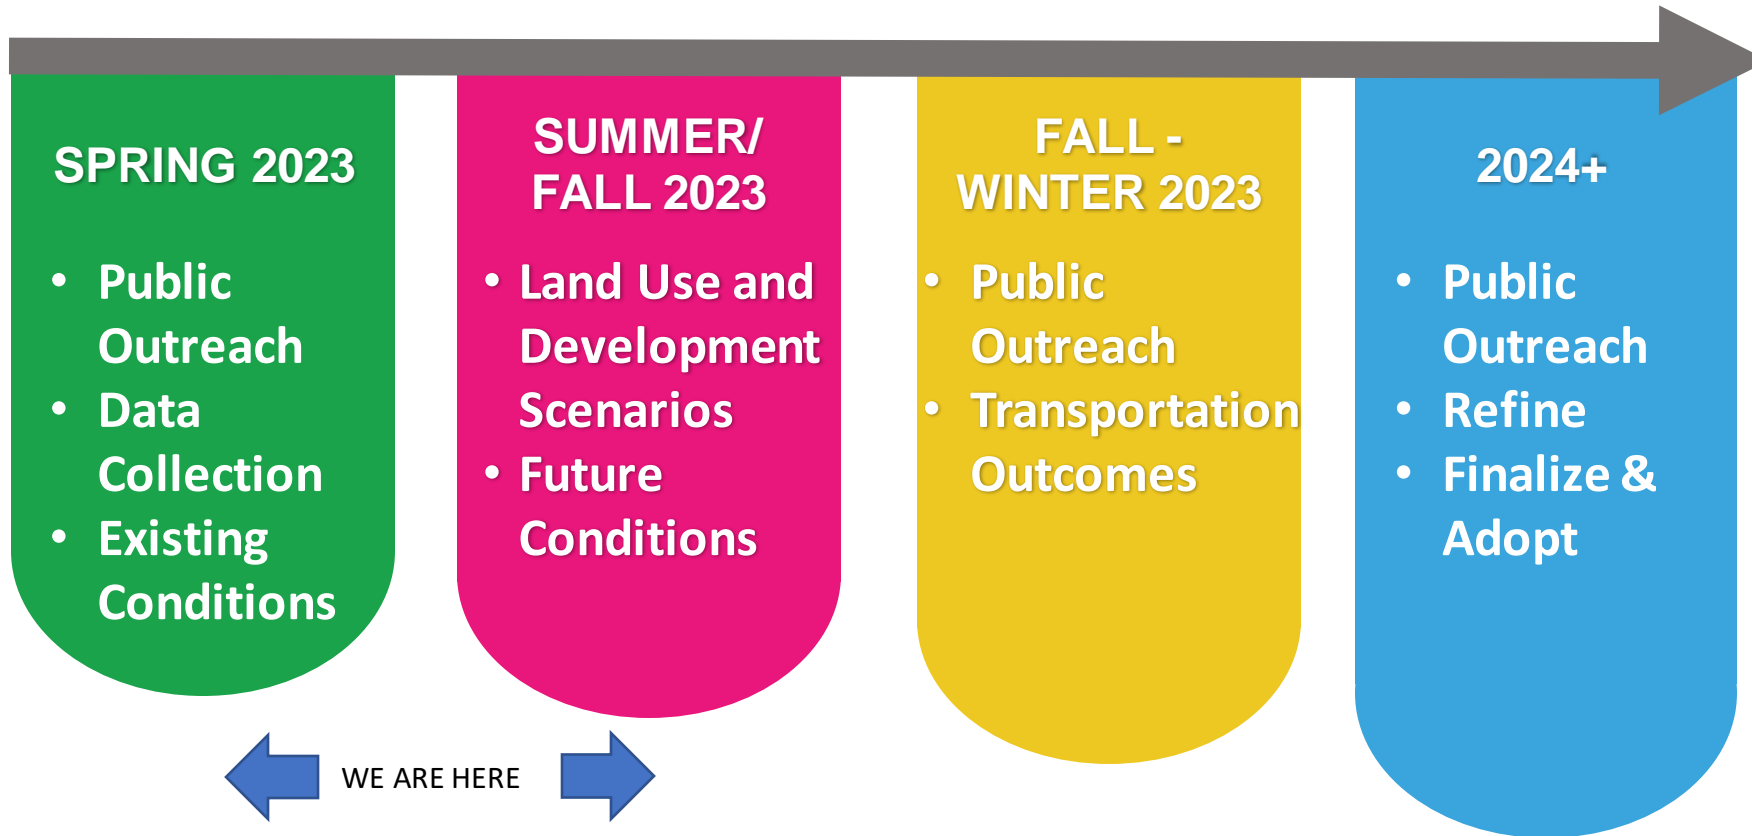 SPRING 2023
• Public
Outreach
• Data
Collection
• Existing
Conditions
SUMMER/
FALL 2023
• Land Use and
Development
Scenarios
• Future
Conditions
FALL -
WINTER 2023
• Public
Outreach
• Transportation
Outcomes
2024+
• Public
Outreach
• Refine
• Finalize &
Adopt
WE ARE HERE